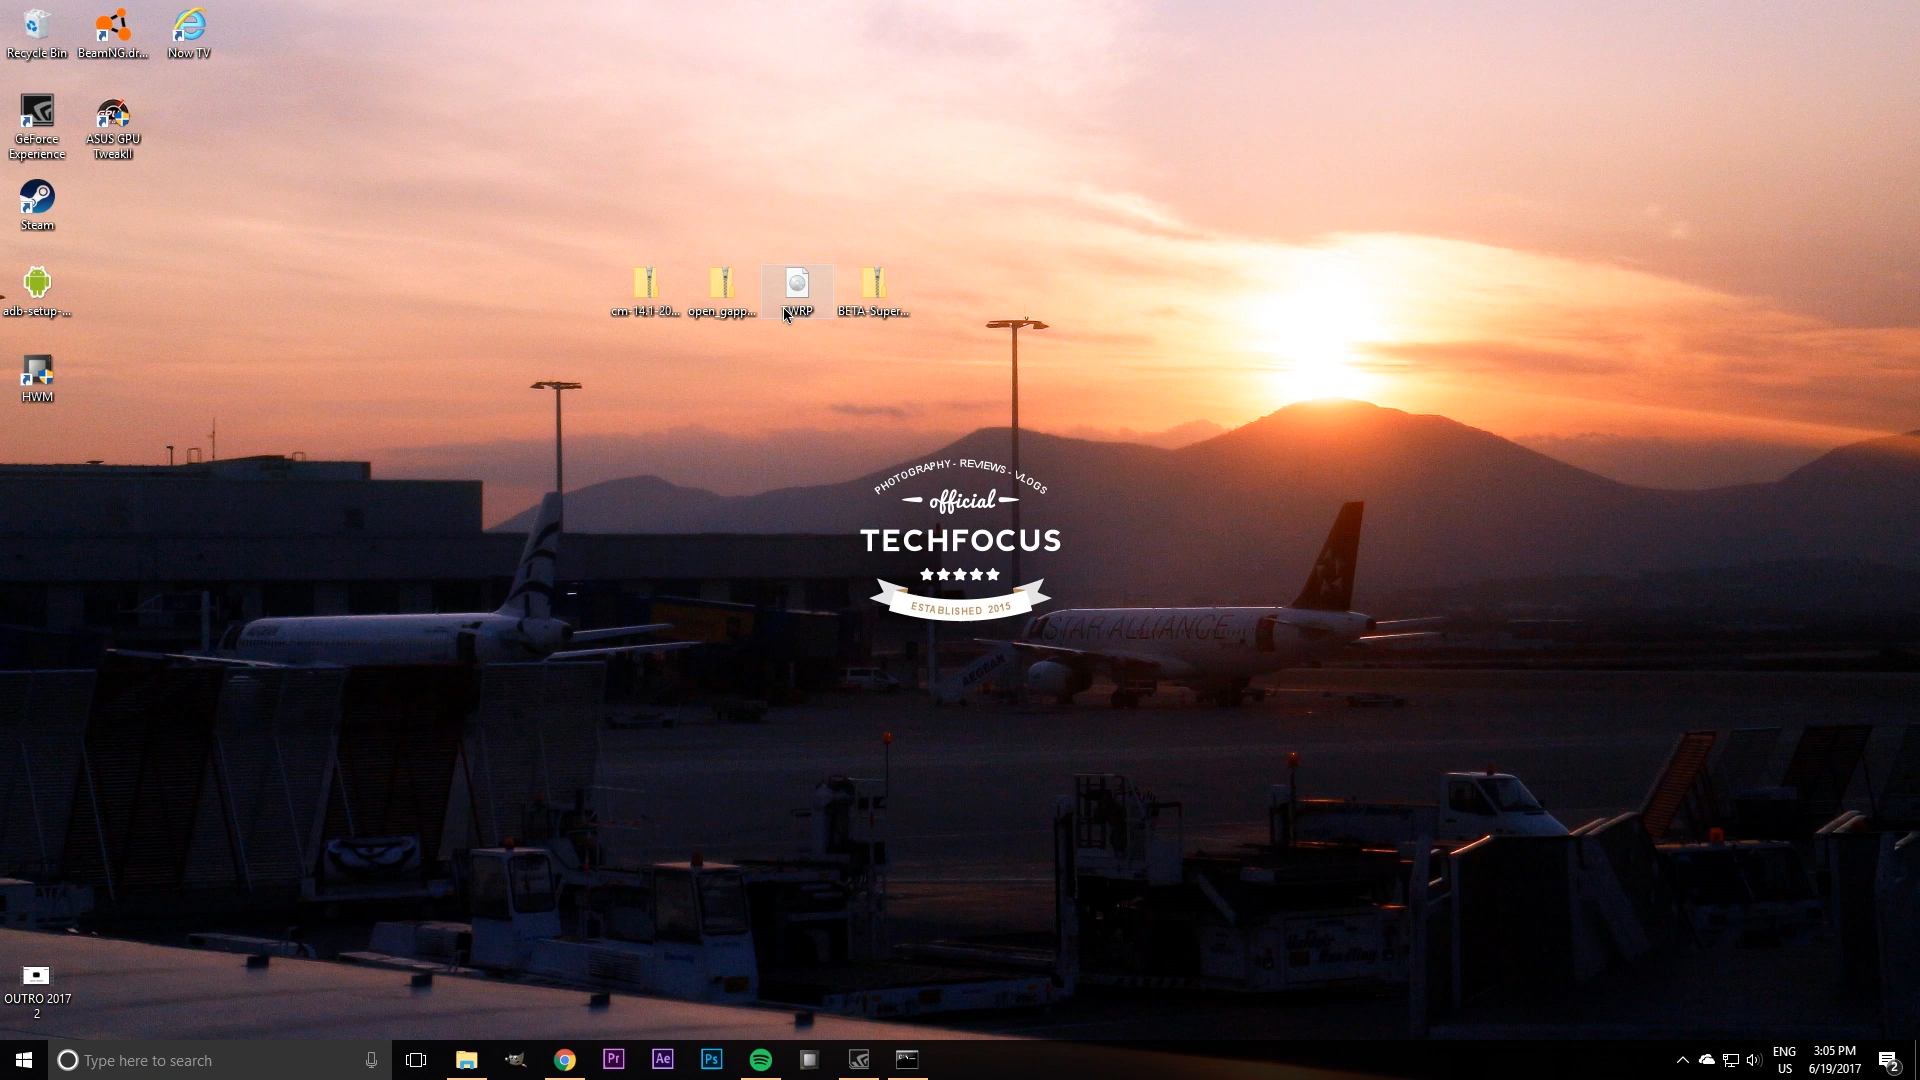 Recycle Bin
BeamNG.dr...
Now TV
GeForce Experience
ASUS GPU TweakII
Steam
adb-setup-...
HWM
cm-14.1-20...
open_gapp...
TWRP
BETA-Super...
PHOTOGRAPHY - REVIEWS - VLOGS
official
TECHFOCUS
ESTABLISHED 2015
STAR ALLIANCE
AEGEAN
OUTRO 2017
2
Type here to search
Pr
Ae
Ps
ENG
US
3:05 PM
6/19/2017
2